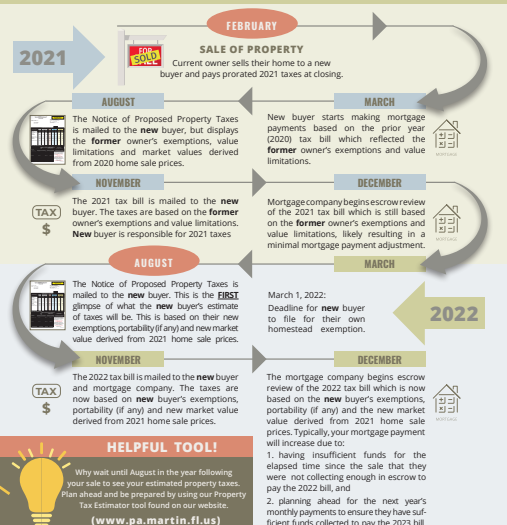 FEBRUARY
2021
FOR
SOLD
SALE OF PROPERTY
Current owner sells their home to a new
buyer and pays prorated 2021 taxes at closing.
AUGUST
The Notice of Proposed Property Taxes
is mailed to the new buyer, but displays
the former owner's exemptions, value
limitations and market values derived
from 2020 home sale prices.
MARCH
New buyer starts making mortgage
payments based on the prior year
(2020) tax bill which reflected the
former owner's exemptions and value
limitations.
MORTGAGE
NOVEMBER
TAX
$
The 2021 tax bill is mailed to the new
buyer. The taxes are based on the former
owner's exemptions and value limitations.
New buyer is responsible for 2021 taxes
DECEMBER
Mortgage company begins escrow review
of the 2021 tax bill which is still based
on the former owner's exemptions and
value limitations, likely resulting in a
minimal mortgage payment adjustment.
MORTGAGE
AUGUST
The Notice of Proposed Property Taxes is
mailed to the new buyer. This is the FIRST
glimpse of what the new buyer's estimate
of taxes will be. This is based on their new
exemptions, portability (if any) and new market
value derived from 2021 home sale prices.
MARCH
March 1, 2022:
Deadline for new buyer
to file for their own
homestead exemption.
2022
NOVEMBER
TAX
$
The 2022 tax bill is mailed to the new buyer
and mortgage company. The taxes are
now based on new buyer's exemptions,
portability (if any) and new market value
derived from 2021 home sale prices.
DECEMBER
The mortgage company begins escrow
review of the 2022 tax bill which is now
based on the new buyer's exemptions,
portability (if any) and the new market
value derived from 2021 home sale
prices. Typically, your mortgage payment
will increase due to:
1. having insufficient funds for the
elapsed time since the sale that they
were not collecting enough in escrow to
pay the 2022 bill, and
2. planning ahead for the next year's
monthly payments to ensure they have suf-
ficient funds collected to pay the 2023 bill
MORTGAGE
HELPFUL TOOL!
Why wait until August in the year following
your sale to see your estimated property taxes.
Plan ahead and be prepared by using our Property
Tax Estimator tool found on our website.
(www.pa.martin.fl.us)